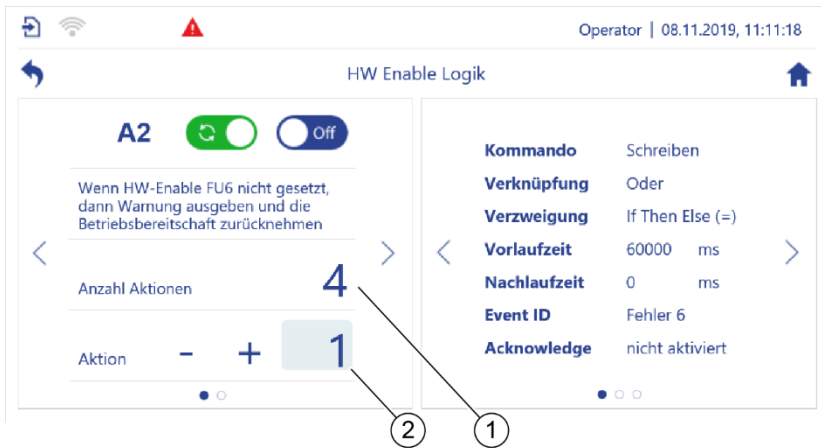 Operator | 08.11.2019, 11:11:18
HW Enable Logik
A2
Off
Wenn HW-Enable FU6 nicht gesetzt,
dann Warnung ausgeben und die
Betriebsbereitschaft zurücknehmen
Anzahl Aktionen 4
Aktion - + 1
Kommando Schreiben
Verknüpfung Oder
Verzweigung If Then Else (=)
Vorlaufzeit 60000 ms
Nachlaufzeit 0 ms
Event ID Fehler 6
Acknowledge nicht aktiviert
2
1